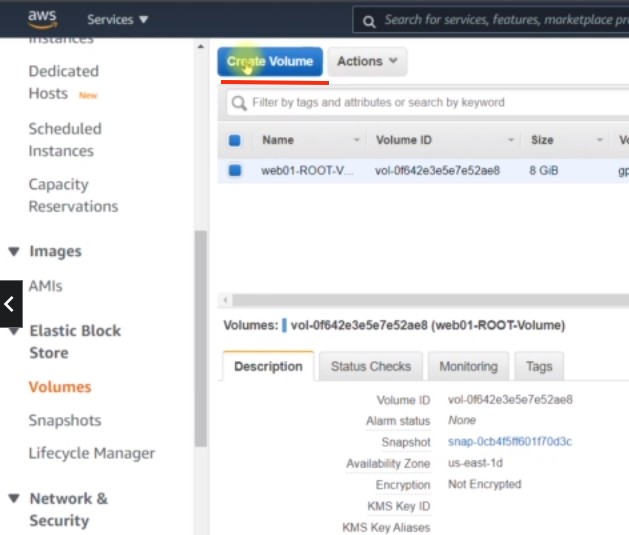 aws Services Search for services, features, marketplace pr
Instances
Dedicated
Hosts New
Scheduled
Instances
Capacity
Reservations
Images
AMIs
Elastic Block
Store
Volumes
Snapshots
Lifecycle Manager
Network &
Security
Create Volume Actions
Filter by tags and attributes or search by keyword
Name Volume ID Size Vo
web01-ROOT-V... vol-0f642e3e5e7e52ae8 8 GiB gp
Volumes: vol-0f642e3e5e7e52ae8 (web01-ROOT-Volume)
Description Status Checks Monitoring Tags
Volume ID vol-0f642e3e5e7e52ae8
Alarm status None
Snapshot snap-0cb4f5ff601f70d3c
Availability Zone us-east-1d
Encryption Not Encrypted
KMS Key ID
KMS Key Aliases